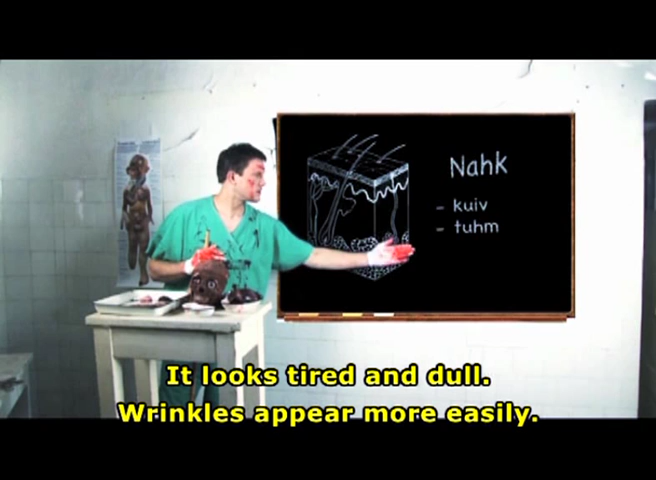 Nahk
- kuiv
- tuhm
It looks tired and dull.
Wrinkles appear more easily.